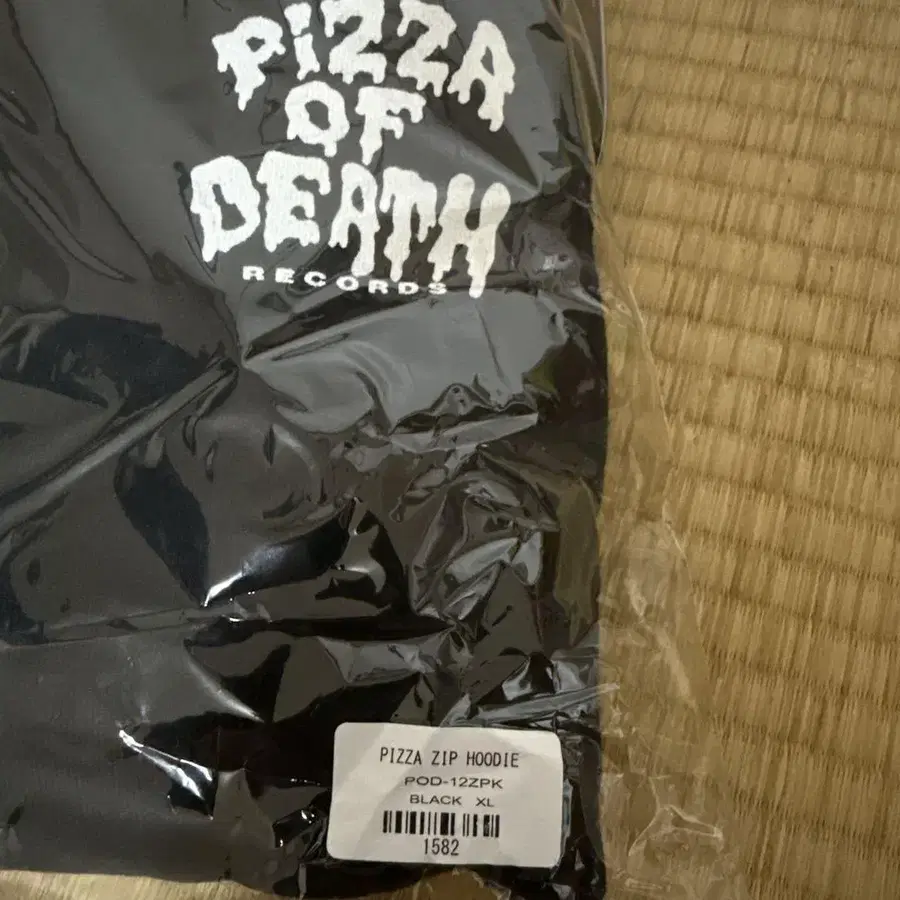 PiZZA
OF
DEATH
RECORDS
PIZZA ZIP HOODIE
POD-12ZPK
BLACK XL
1582